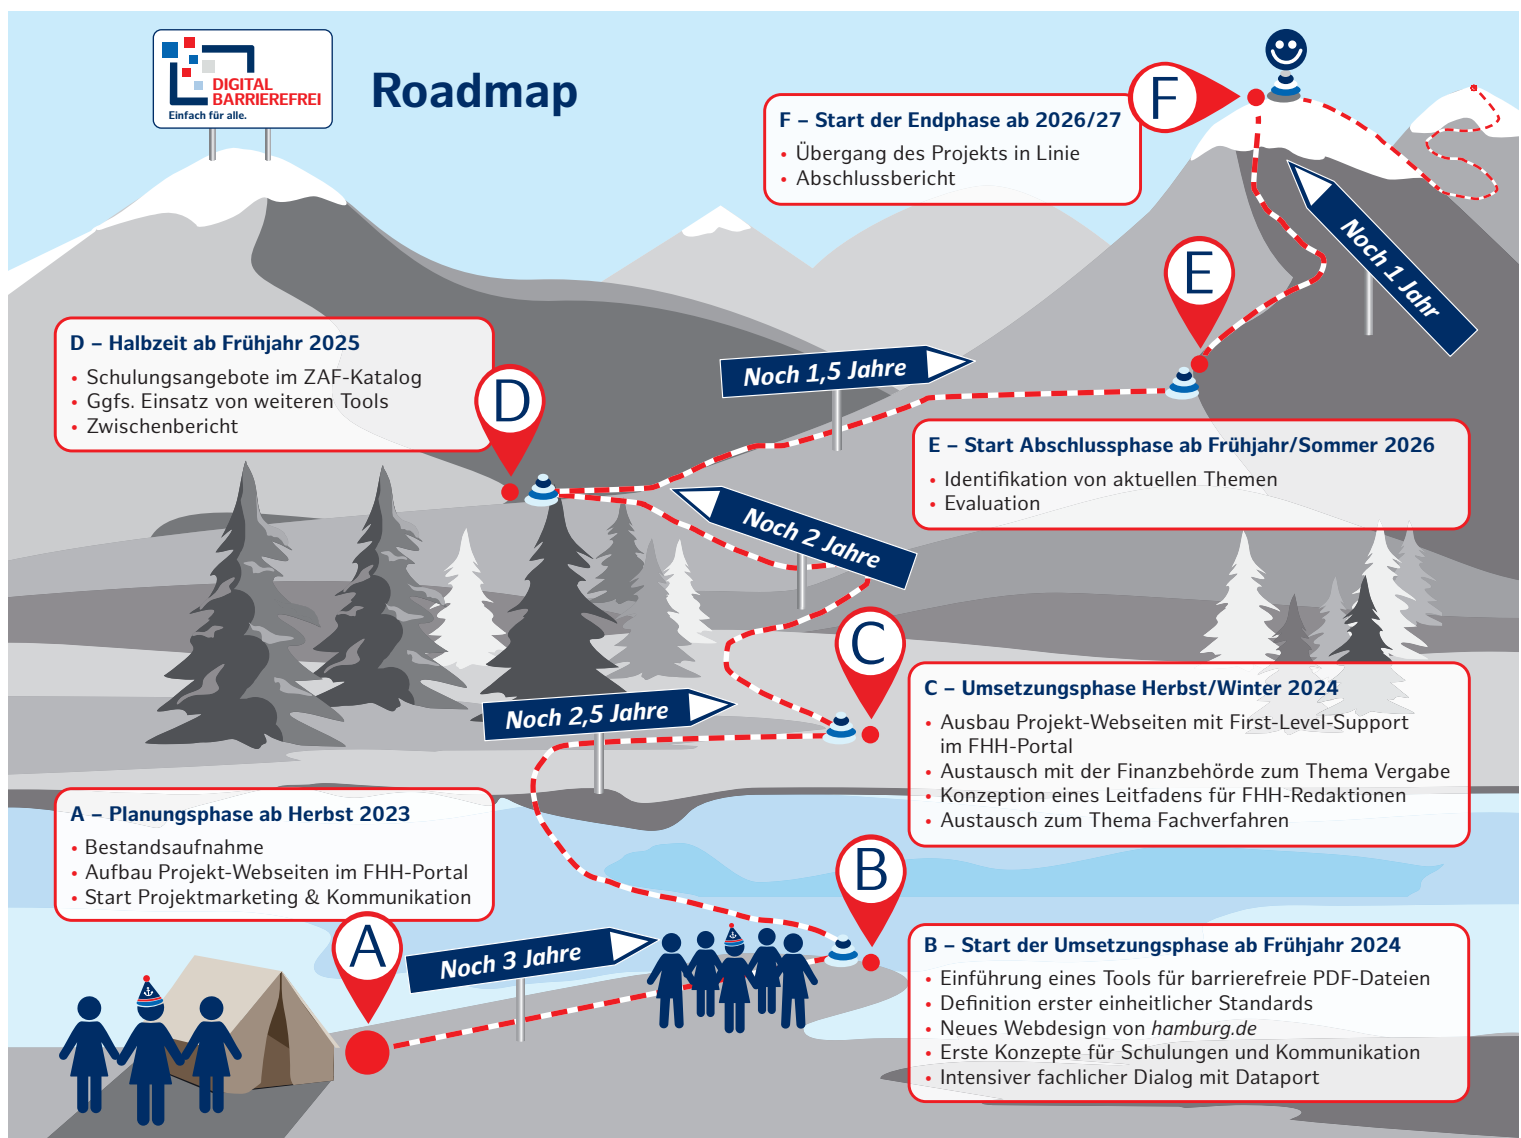 DIGITAL
BARRIEREFREI
Einfach für alle.
Roadmap
F
F – Start der Endphase ab 2026/27
• Übergang des Projekts in Linie
• Abschlussbericht
Noch 1 Jahr
E
D – Halbzeit ab Frühjahr 2025
• Schulungsangebote im ZAF-Katalog
• Ggfs. Einsatz von weiteren Tools
• Zwischenbericht
D
Noch 1,5 Jahre
E – Start Abschlussphase ab Frühjahr/Sommer 2026
• Identifikation von aktuellen Themen
• Evaluation
Noch 2 Jahre
C
C – Umsetzungsphase Herbst/Winter 2024
• Ausbau Projekt-Webseiten mit First-Level-Support
im FHH-Portal
• Austausch mit der Finanzbehörde zum Thema Vergabe
• Konzeption eines Leitfadens für FHH-Redaktionen
• Austausch zum Thema Fachverfahren
Noch 2,5 Jahre
A – Planungsphase ab Herbst 2023
• Bestandsaufnahme
• Aufbau Projekt-Webseiten im FHH-Portal
• Start Projektmarketing & Kommunikation
B
A
Noch 3 Jahre
B – Start der Umsetzungsphase ab Frühjahr 2024
• Einführung eines Tools für barrierefreie PDF-Dateien
• Definition erster einheitlicher Standards
• Neues Webdesign von hamburg.de
• Erste Konzepte für Schulungen und Kommunikation
• Intensiver fachlicher Dialog mit Dataport